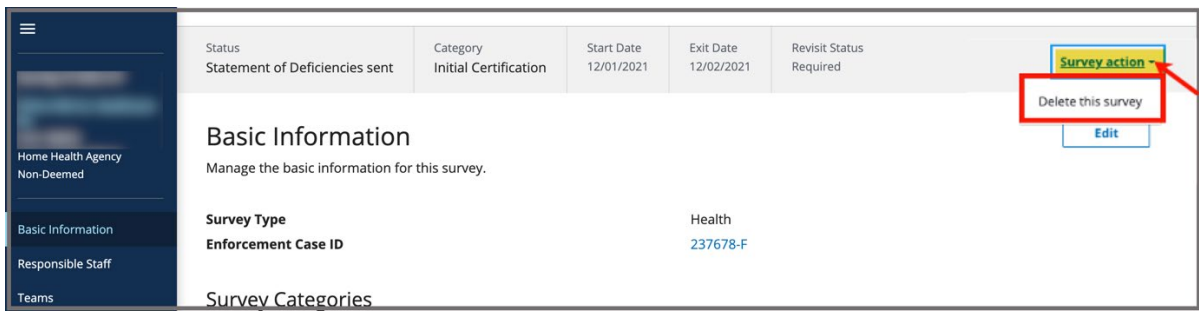 Status
Statement of Deficiencies sent
Category
Initial Certification
Start Date
12/01/2021
Exit Date
12/02/2021
Revisit Status
Required
Survey action
Delete this survey
Edit
Home Health Agency
Non-Deemed
Basic Information
Responsible Staff
Teams
Basic Information
Manage the basic information for this survey.
Survey Type Health
Enforcement Case ID 237678-F
Survey Categories